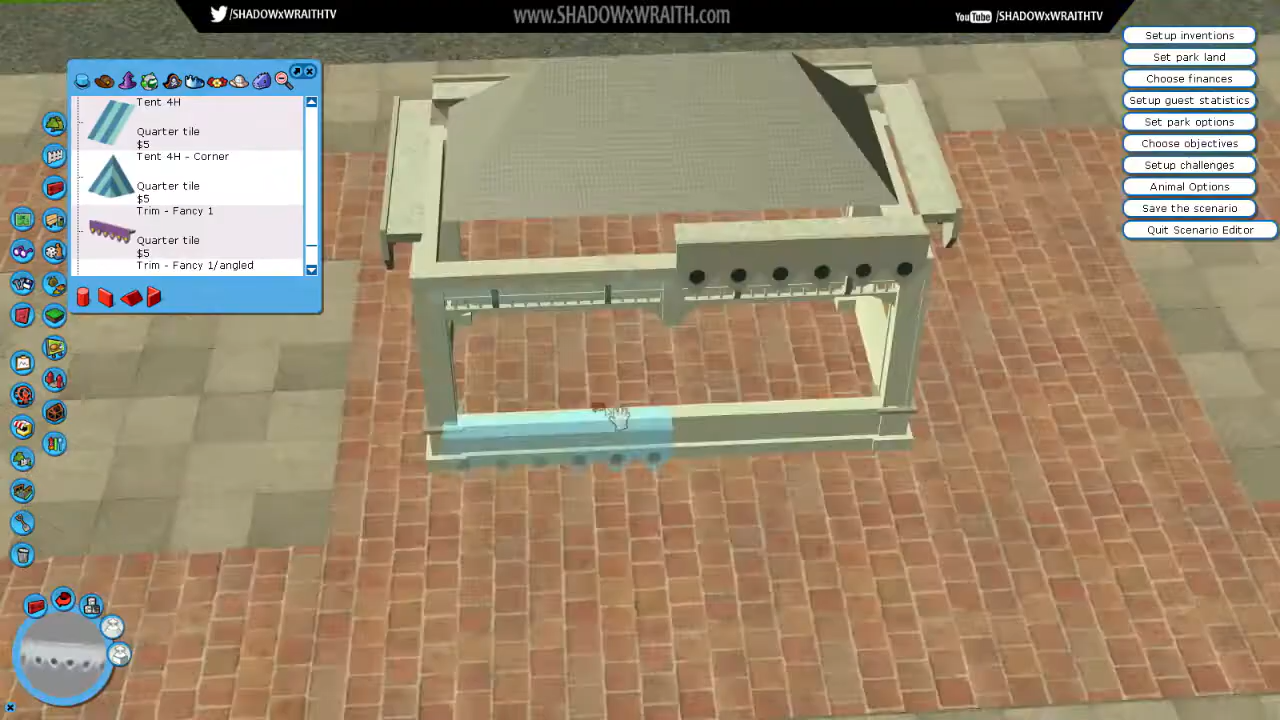 /SHADOWxWRAITHTV
www.SHADOWxWRAITH.com
You Tube /SHADOWxWRAITHTV
Setup inventions
Set park land
Choose finances
Setup guest statistics
Set park options
Choose objectives
Setup challenges
Animal Options
Save the scenario
Quit Scenario Editor
Tent 4H
Quarter tile
$5
Tent 4H - Corner
Quarter tile
$5
Trim - Fancy 1
Quarter tile
$5
Trim - Fancy 1/angled